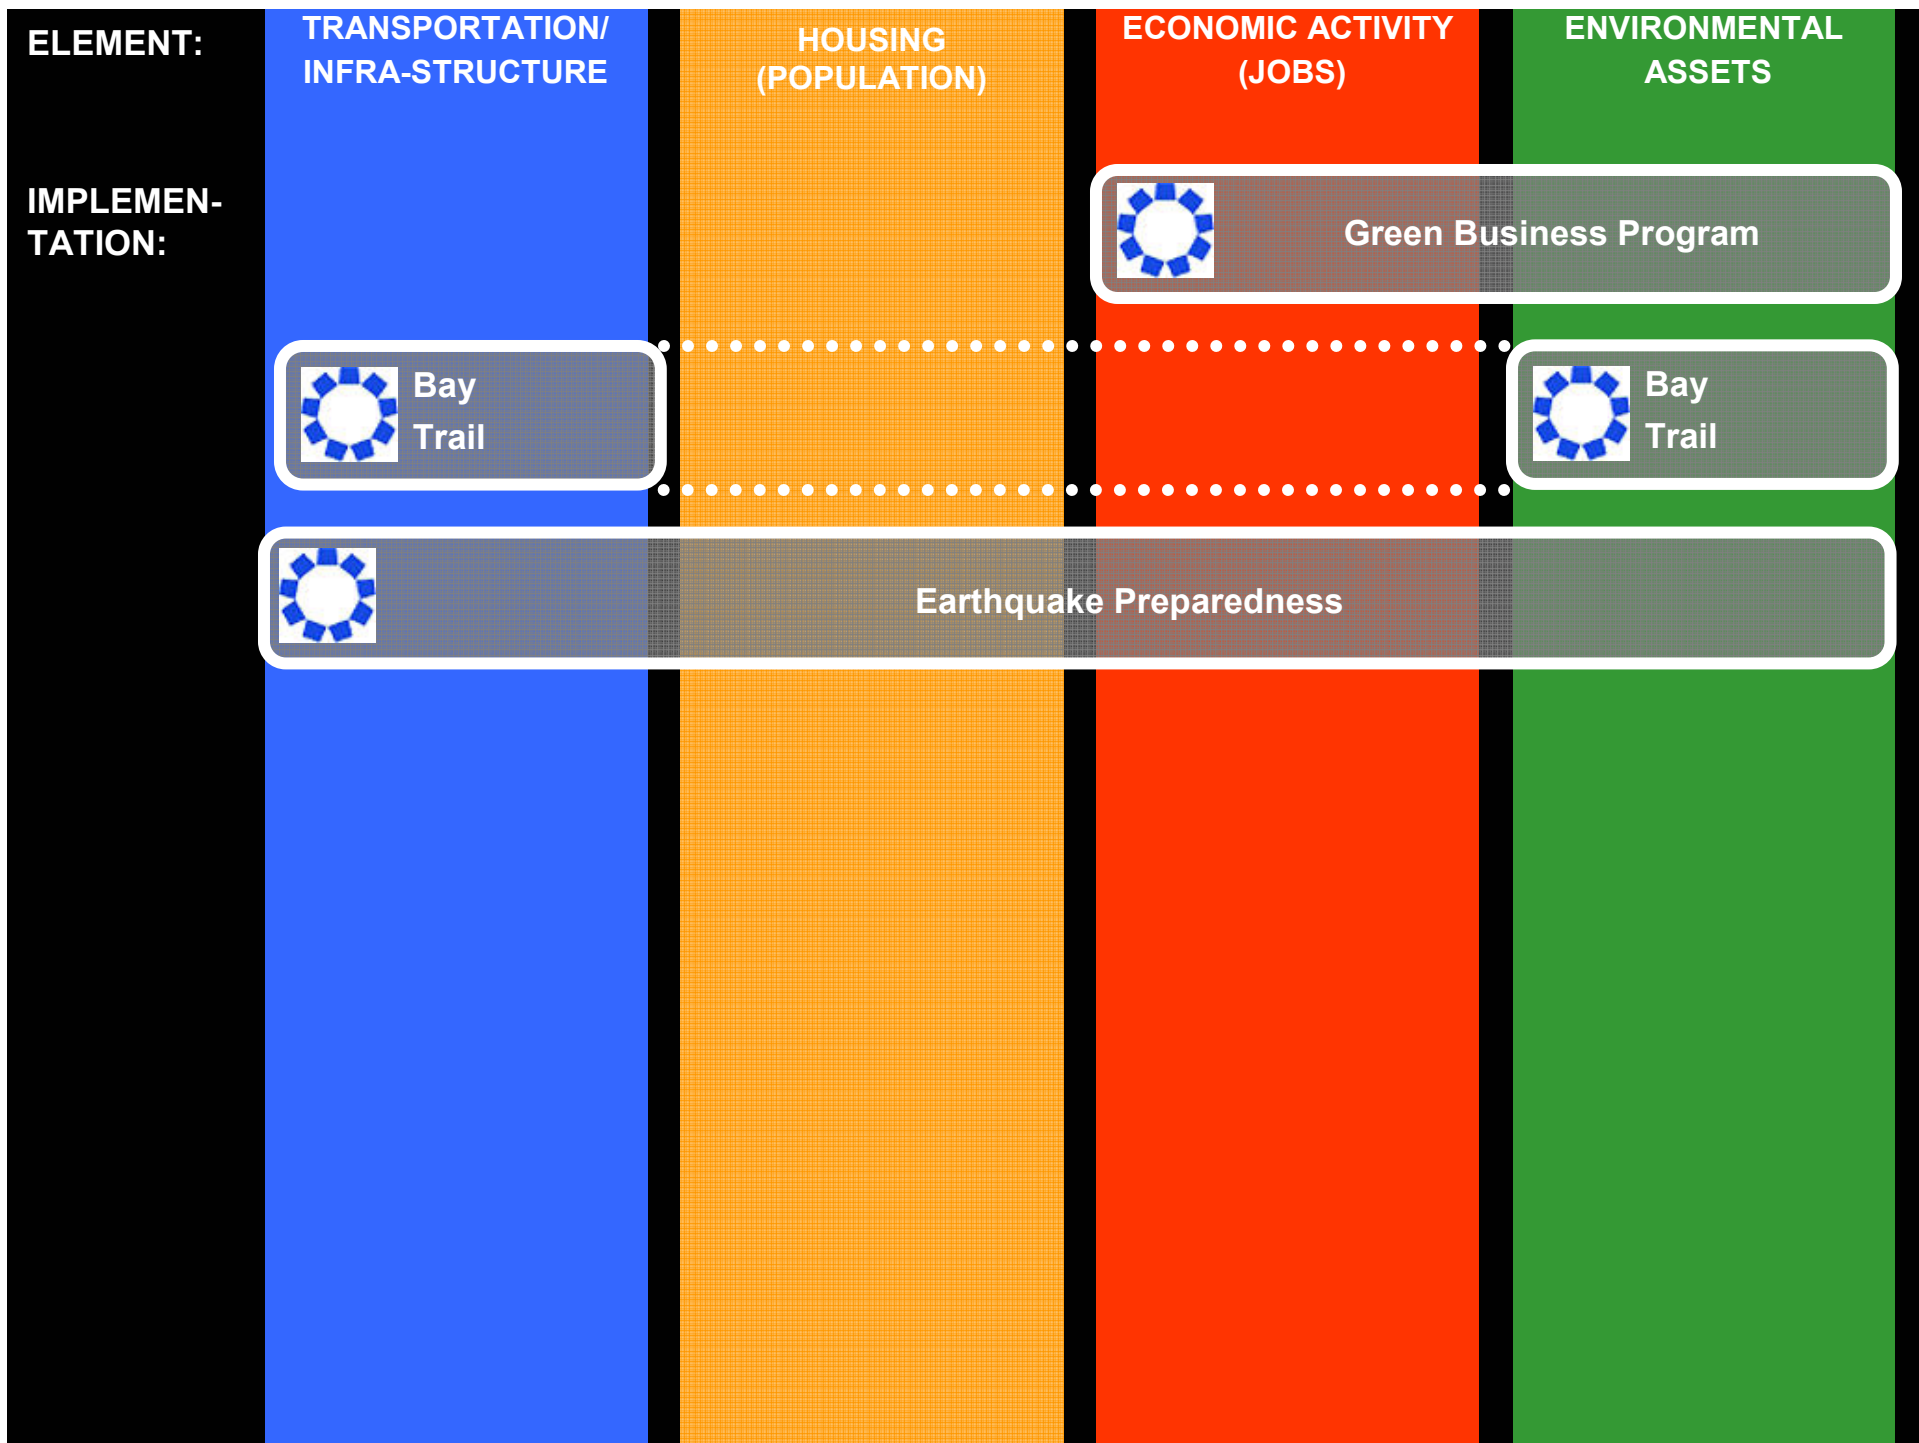 ELEMENT:
TRANSPORTATION/
INFRA-STRUCTURE
HOUSING
(POPULATION)
ECONOMIC ACTIVITY
(JOBS)
ENVIRONMENTAL
ASSETS
IMPLEMEN-
TATION:
Green Business Program
Bay
Trail
Bay
Trail
Earthquake Preparedness